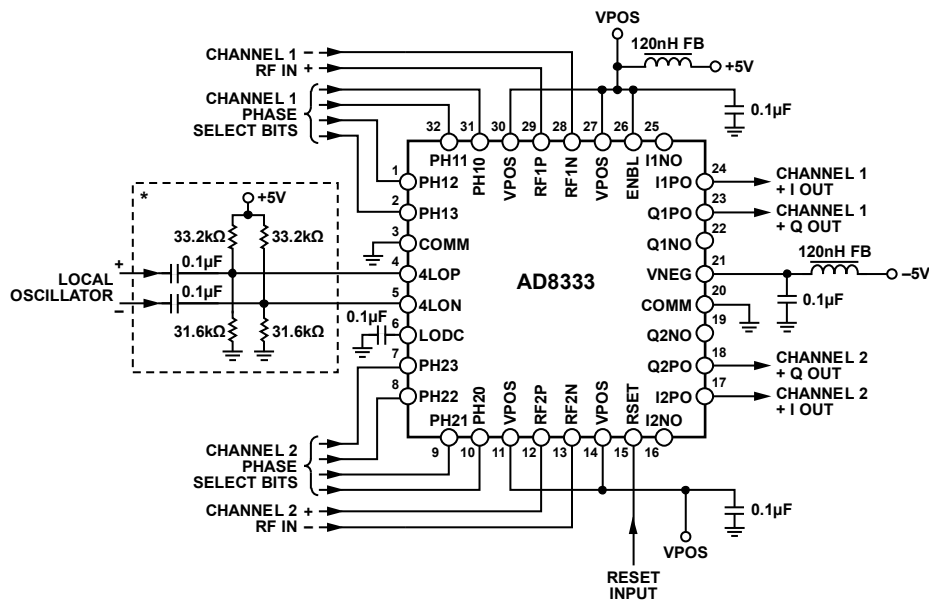 VPOS
120nH FB
+5V
CHANNEL 1 –
RF IN +
CHANNEL 1
PHASE
SELECT BITS
0.1µF
32 31 30 29 28 27 26 25
PH11 PH10 VPOS RF1P RF1N VPOS ENBL I1NO
1 PH12
2 PH13
3 COMM
4 4LOP
5 4LON
6 LODC
7 PH23
8 PH22
AD8333
I1PO 24
Q1PO 23
Q1NO 22
VNEG 21
COMM 20
Q2NO 19
Q2PO 18
I2PO 17
CHANNEL 1
+ I OUT
CHANNEL 1
+ Q OUT
120nH FB
–5V
0.1µF
CHANNEL 2
+ Q OUT
CHANNEL 2
+ I OUT
*
+5V
33.2kΩ 33.2kΩ
0.1µF
0.1µF
+
LOCAL
OSCILLATOR
–
31.6kΩ 31.6kΩ
0.1µF
PH21 PH20 VPOS RF2P RF2N VPOS RSET I2NO
9 10 11 12 13 14 15 16
CHANNEL 2
PHASE
SELECT BITS
CHANNEL 2 +
RF IN –
0.1µF
VPOS
RESET
INPUT